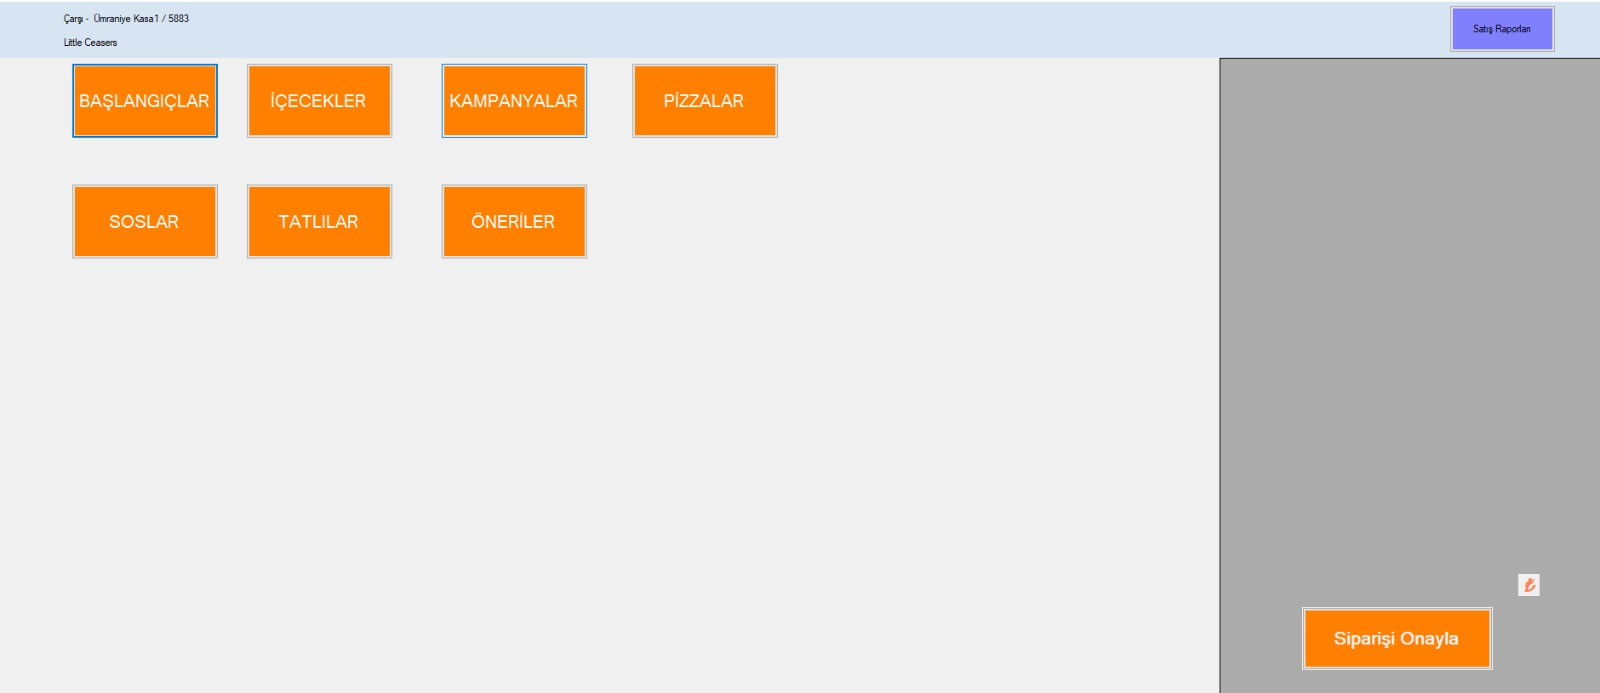 Çarşı - Ümraniye Kasa1 / 5883
Little Ceasers
Satış Raporları
BAŞLANGIÇLAR
İÇECEKLER
KAMPANYALAR
PİZZALAR
SOSLAR
TATLILAR
ÖNERİLER
₺
Siparişi Onayla